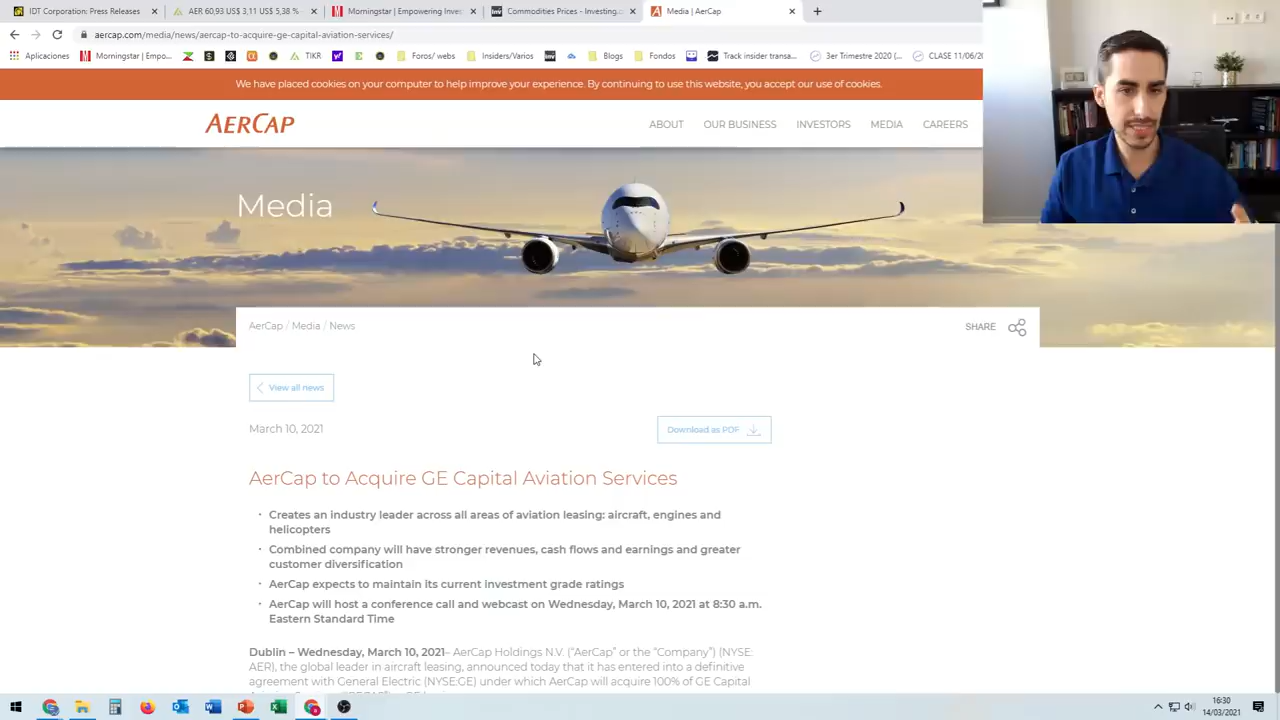 IDT Corporation: Press Releases
AER 60,93 US$ 3,11 US$ 5,38%
Morningstar | Empowering Inves
Commodities Prices - Investing.c
Media | AerCap
aercap.com/media/news/aercap-to-acquire-ge-capital-aviation-services/
Aplicaciones
Morningstar | Empo...
TIKR
Foros/ webs
Insiders/Varios
Blogs
Fondos
Track insider transa...
3er Trimestre 2020 (...
CLASE 11/06/20
We have placed cookies on your computer to help improve your experience. By continuing to use this website, you accept our use of cookies.
AERCAP
ABOUT
OUR BUSINESS
INVESTORS
MEDIA
CAREERS
Media
AerCap / Media / News
SHARE
View all news
March 10, 2021
Download as PDF
AerCap to Acquire GE Capital Aviation Services
· Creates an industry leader across all areas of aviation leasing: aircraft, engines and
helicopters
· Combined company will have stronger revenues, cash flows and earnings and greater
customer diversification
· AerCap expects to maintain its current investment grade ratings
· AerCap will host a conference call and webcast on Wednesday, March 10, 2021 at 8:30 a.m.
Eastern Standard Time
Dublin – Wednesday, March 10, 2021– AerCap Holdings N.V. (“AerCap” or the “Company”) (NYSE:
AER), the global leader in aircraft leasing, announced today that it has entered into a definitive
agreement with General Electric (NYSE:GE) under which AerCap will acquire 100% of GE Capital
16:30
14/03/2021